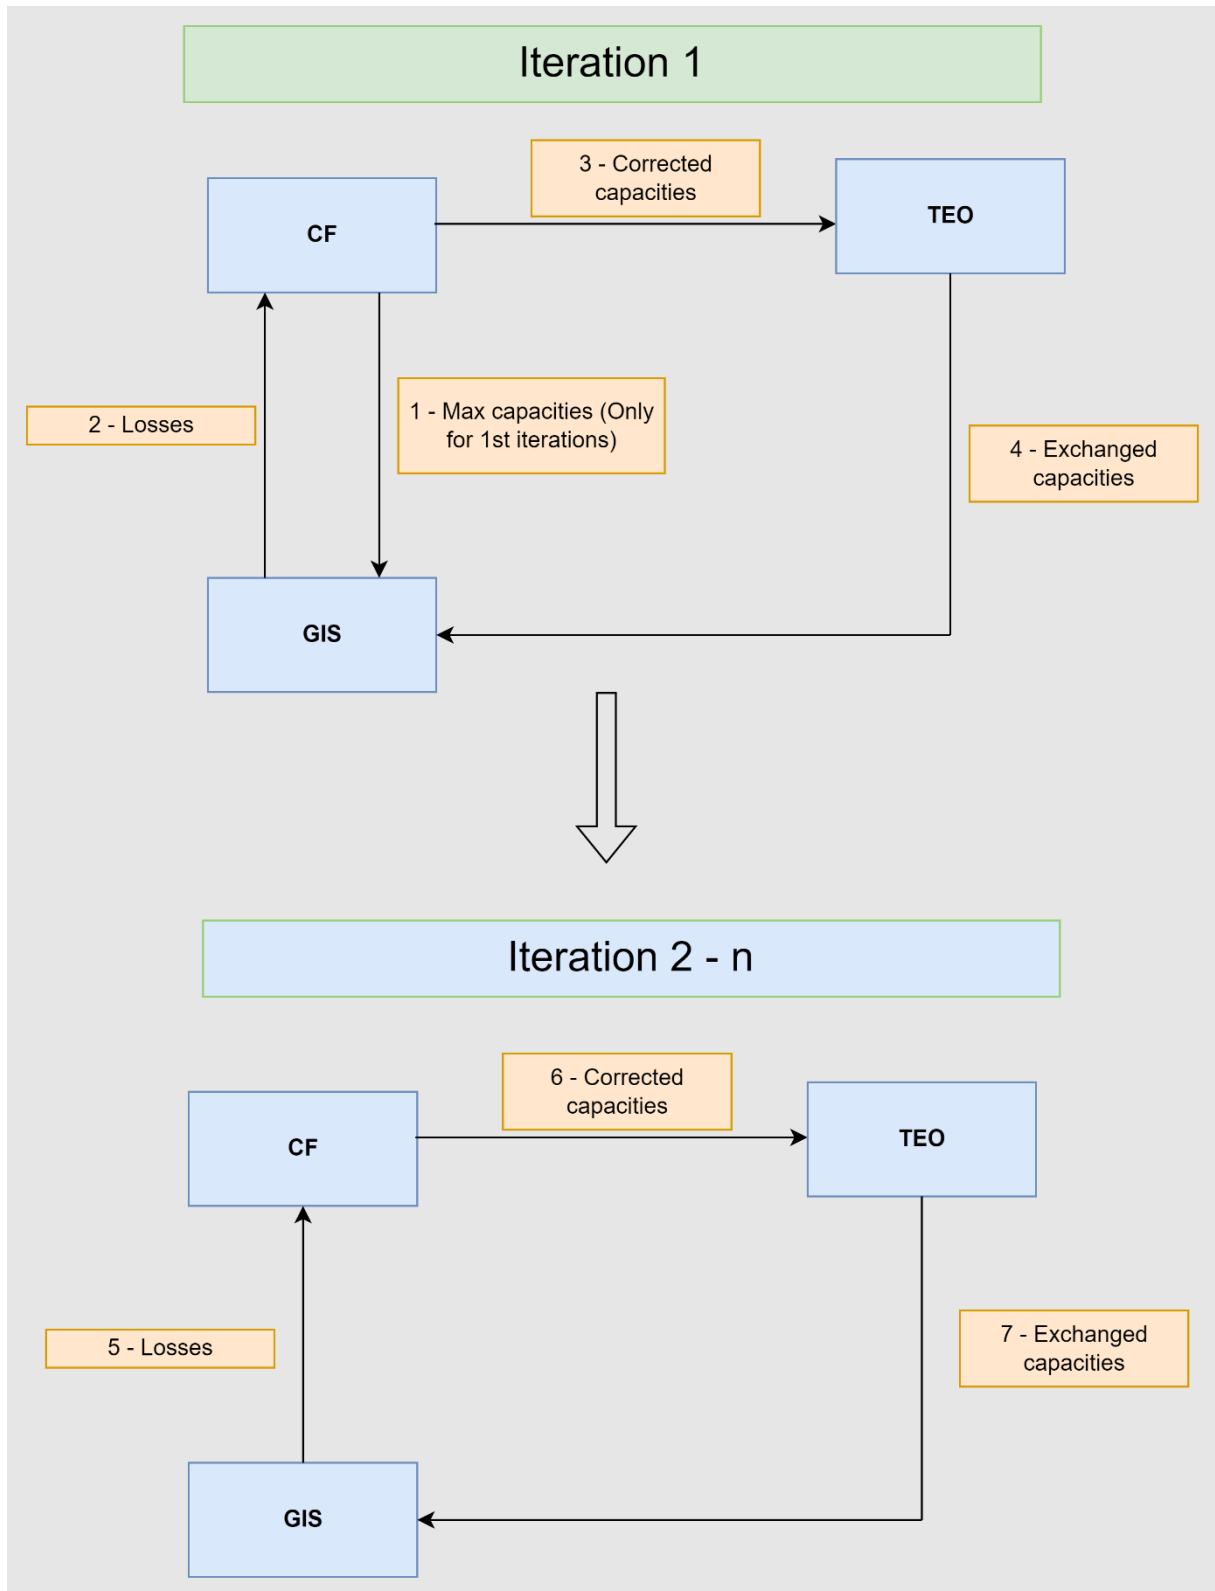 Iteration 1
3 - Corrected
capacities
CF
TEO
2 - Losses
1 - Max capacities (Only
for 1st iterations)
4 - Exchanged
capacities
GIS
Iteration 2 - n
6 - Corrected
capacities
CF
TEO
5 - Losses
7 - Exchanged
capacities
GIS